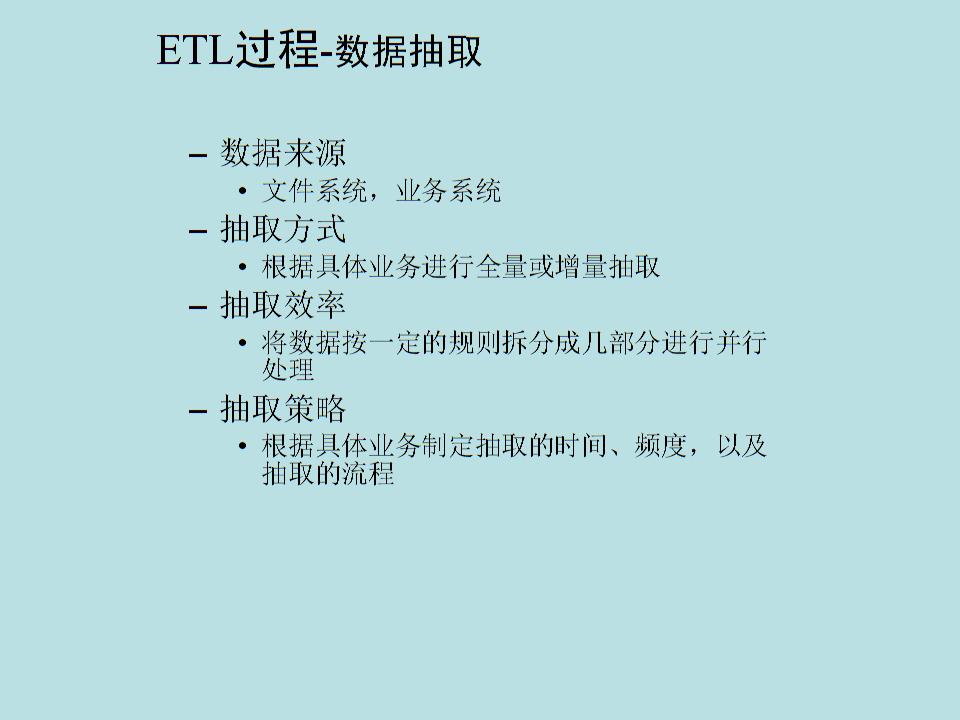 ETL过程-数据抽取
– 数据来源
• 文件系统，业务系统
– 抽取方式
• 根据具体业务进行全量或增量抽取
– 抽取效率
• 将数据按一定的规则拆分成几部分进行并行
处理
– 抽取策略
• 根据具体业务制定抽取的时间、频度，以及
抽取的流程